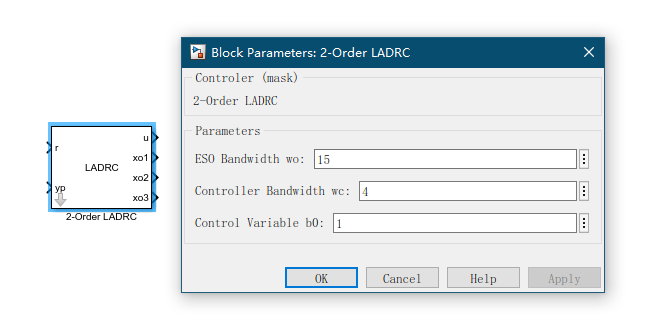 Block Parameters: 2-Order LADRC
Controler (mask)
2-Order LADRC
Parameters
ESO Bandwidth wo: 15
Controller Bandwidth wc: 4
Control Variable b0: 1
OK Cancel Help Apply
r
yp
LADRC
u
xo1
xo2
xo3
2-Order LADRC